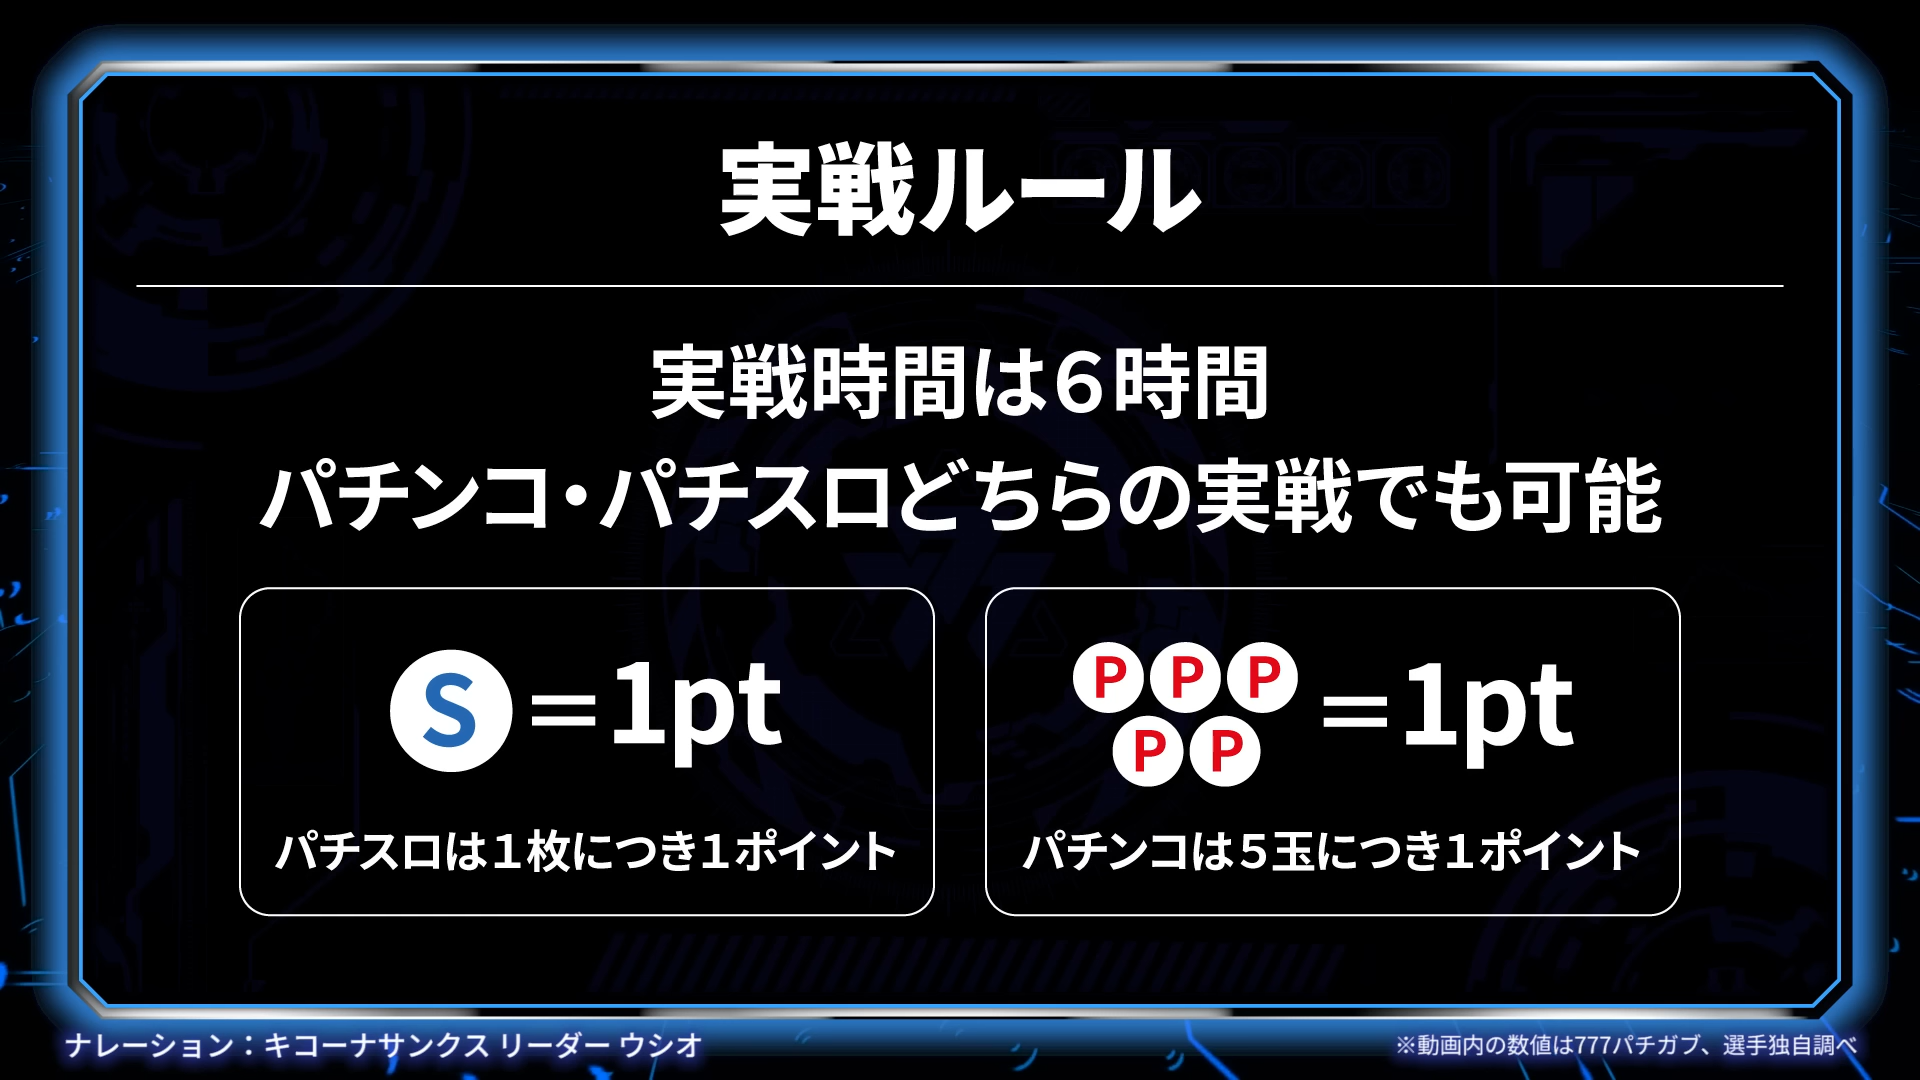 実戦ルール
実戦時間は６時間
パチンコ・パチスロどちらの実戦でも可能
S＝1pt
パチスロは１枚につき１ポイント
P P P
P P
＝1pt
パチンコは５玉につき１ポイント
ナレーション：キコーナサンクス リーダー ウシオ
※動画内の数値は777パチガブ、選手独自調べ